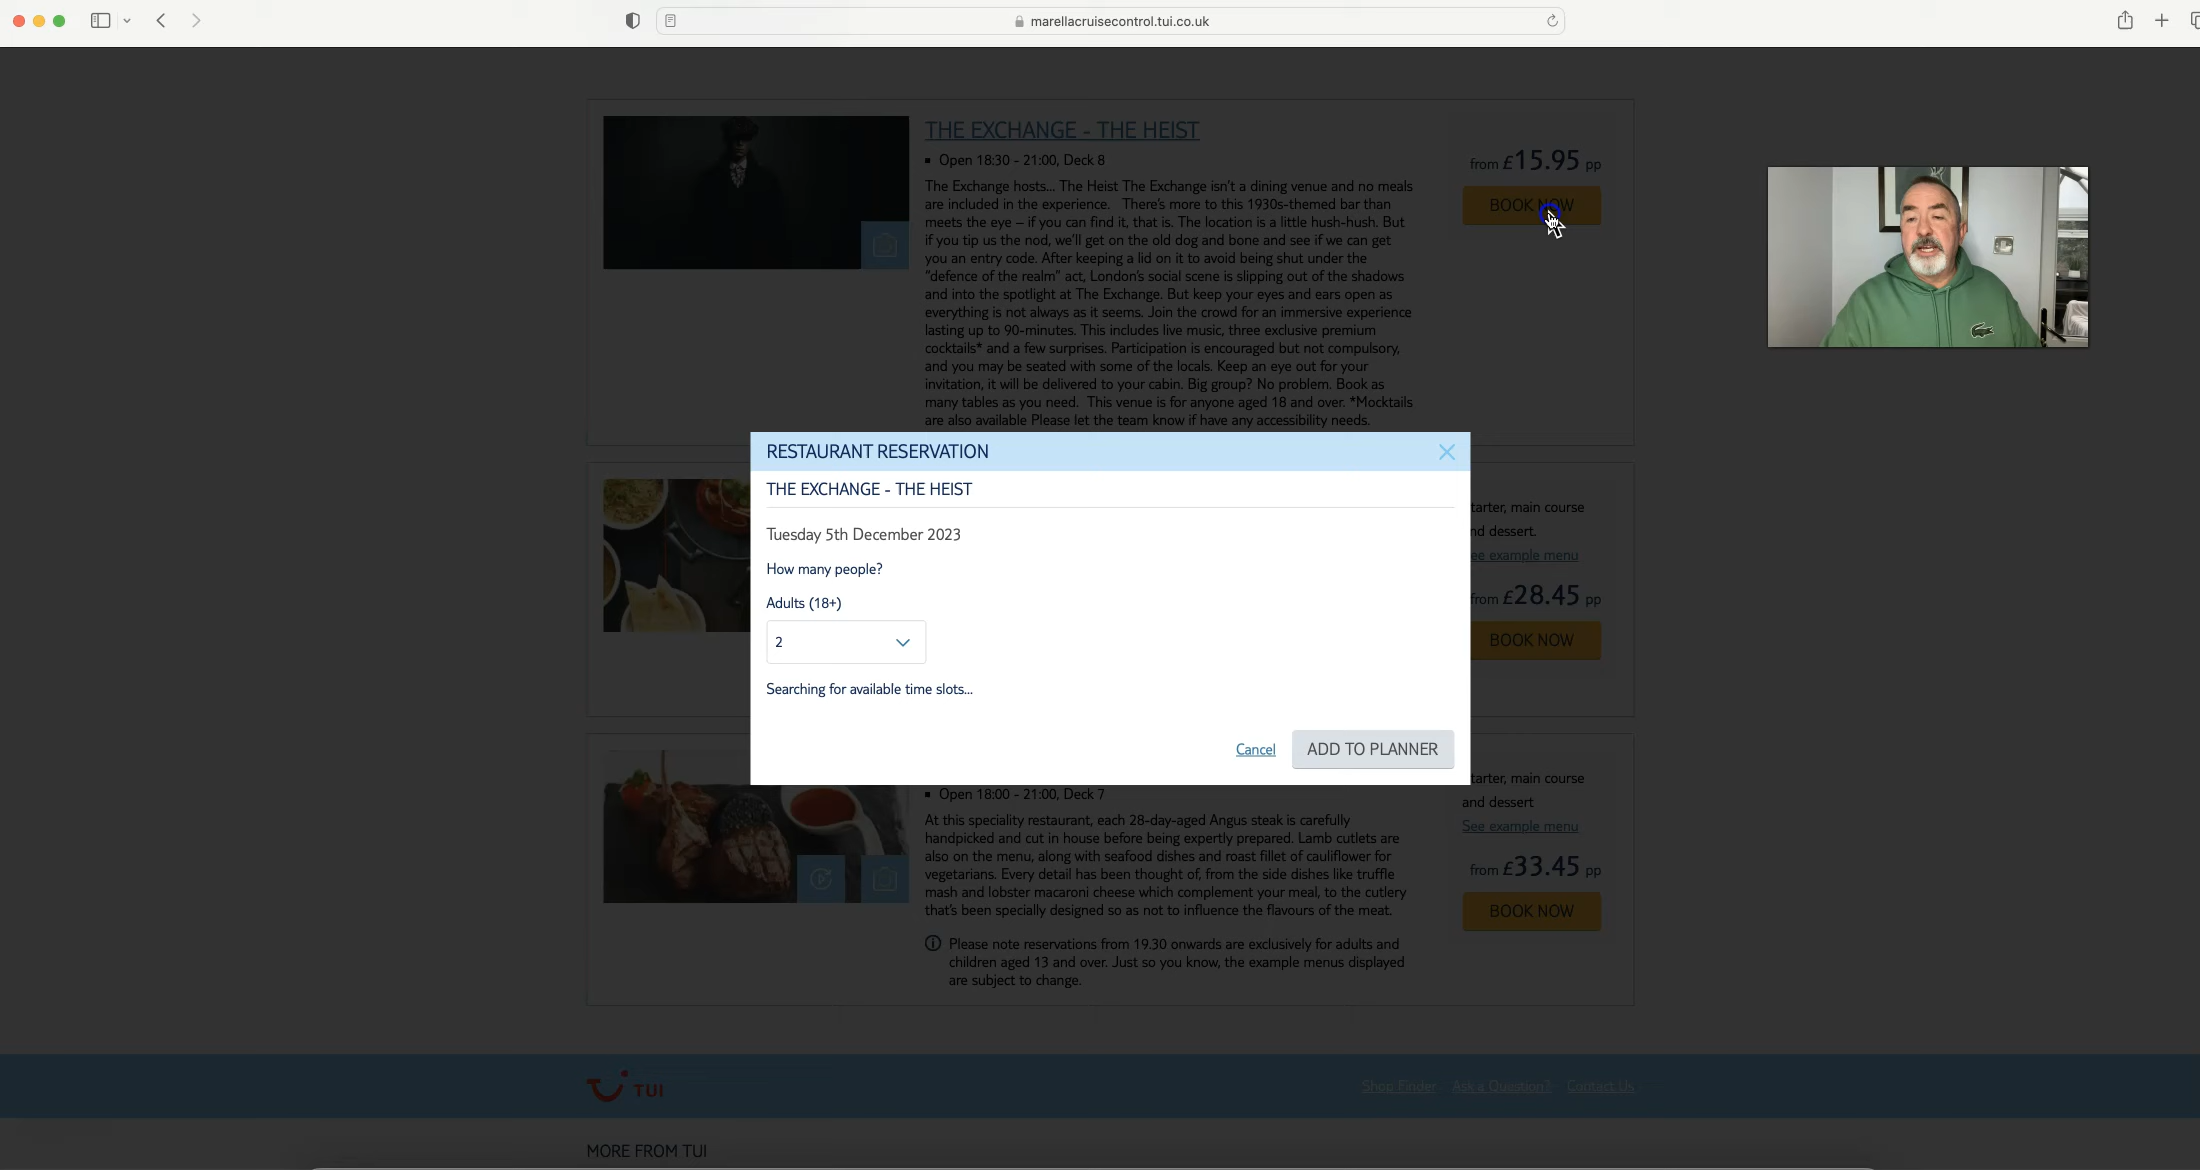 marellacruisecontrol.tui.co.uk
THE EXCHANGE - THE HEIST
Open 18:30 - 21:00, Deck 8
The Exchange hosts... The Heist The Exchange isn't a dining venue and no meals
are included in the experience. There's more to this 1930s-themed bar than
meets the eye – if you can find it, that is. The location is a little hush-hush. But
if you tip us the nod, we'll get on the old dog and bone and see if we can get
you an entry code. After keeping a lid on it to avoid being shut under the
"defence of the realm" act, London's social scene is slipping out of the shadows
and into the spotlight at The Exchange. But keep your eyes and ears open as
everything is not always as it seems. Join the crowd for an immersive experience
lasting up to 90-minutes. This includes live music, three exclusive premium
cocktails* and a few surprises. Participation is encouraged but not compulsory,
and you may be seated with some of the locals. Keep an eye out for your
invitation, it will be delivered to your cabin. Big group? No problem. Book as
many tables as you need. This venue is for anyone aged 18 and over. *Mocktails
are also available Please let the team know if have any accessibility needs.
from £15.95 pp
BOOK NOW
RESTAURANT RESERVATION
THE EXCHANGE - THE HEIST
Tuesday 5th December 2023
How many people?
Adults (18+)
2
Searching for available time slots...
Cancel
ADD TO PLANNER
tarter, main course
nd dessert.
ee example menu
from £28.45 pp
BOOK NOW
Open 18:00 - 21:00, Deck 7
At this speciality restaurant, each 28-day-aged Angus steak is carefully
handpicked and cut in house before being expertly prepared. Lamb cutlets are
also on the menu, along with seafood dishes and roast fillet of cauliflower for
vegetarians. Every detail has been thought of, from the side dishes like truffle
mash and lobster macaroni cheese which complement your meal, to the cutlery
that's been specially designed so as not to influence the flavours of the meat.
Please note reservations from 19.30 onwards are exclusively for adults and
children aged 13 and over. Just so you know, the example menus displayed
are subject to change.
tarter, main course
and dessert
See example menu
from £33.45 pp
BOOK NOW
TUI
Shop Finder
Ask a Question?
Contact Us
MORE FROM TUI